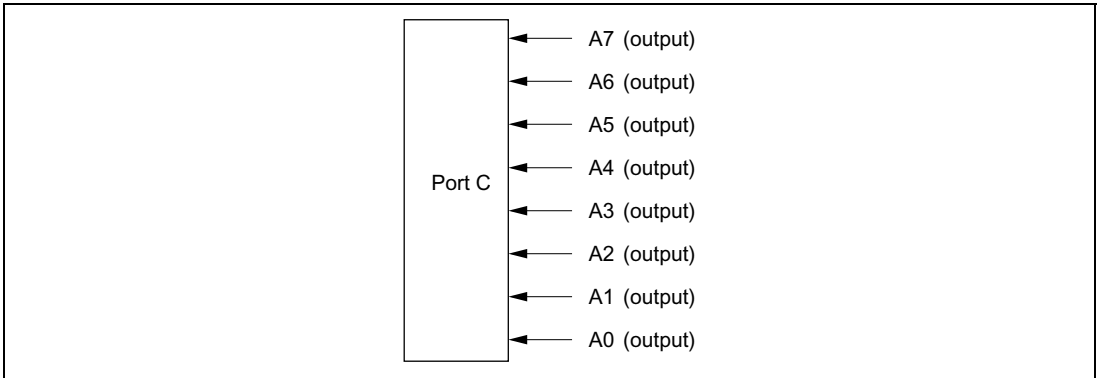 A7 (output)
A6 (output)
A5 (output)
A4 (output)
Port C
A3 (output)
A2 (output)
A1 (output)
A0 (output)